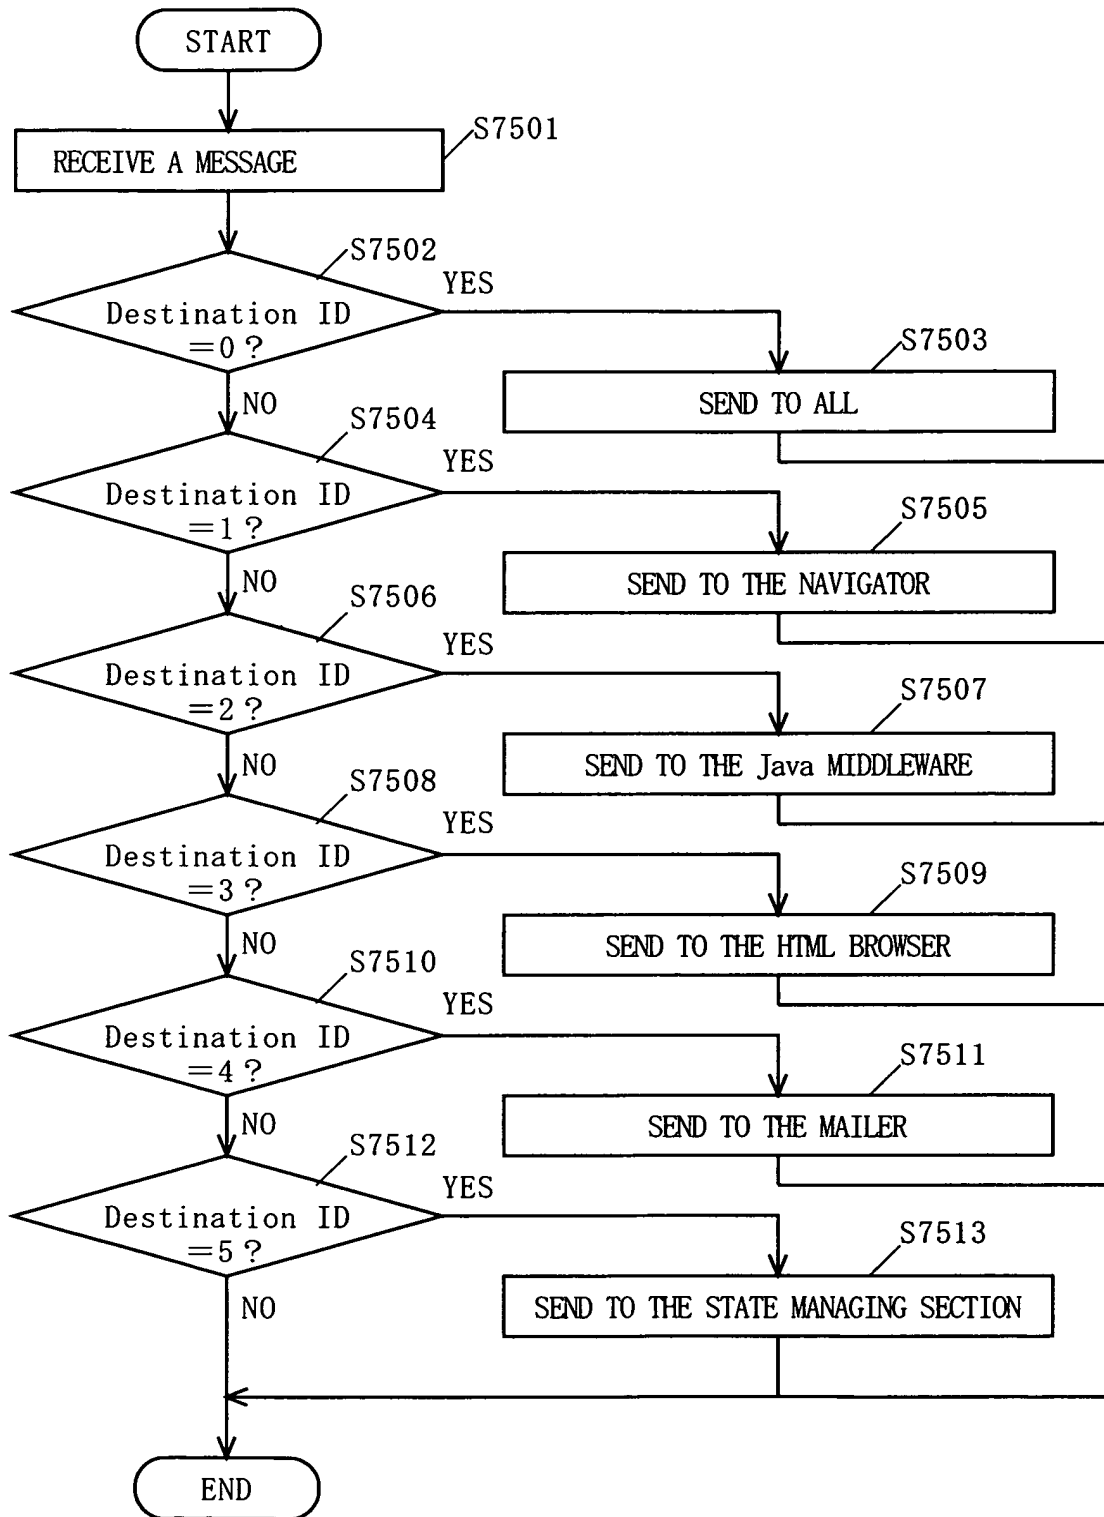 START
S7501
RECEIVE A MESSAGE
S7502
YES
Destination ID
=0?
S7503
SEND TO ALL
NO
S7504
YES
Destination ID
=1?
S7505
SEND TO THE NAVIGATOR
NO
S7506
YES
Destination ID
=2?
S7507
SEND TO THE Java MIDDLEWARE
NO
S7508
YES
Destination ID
=3?
S7509
SEND TO THE HTML BROWSER
NO
S7510
YES
Destination ID
=4?
S7511
SEND TO THE MAILER
NO
S7512
YES
Destination ID
=5?
S7513
SEND TO THE STATE MANAGING SECTION
NO
END